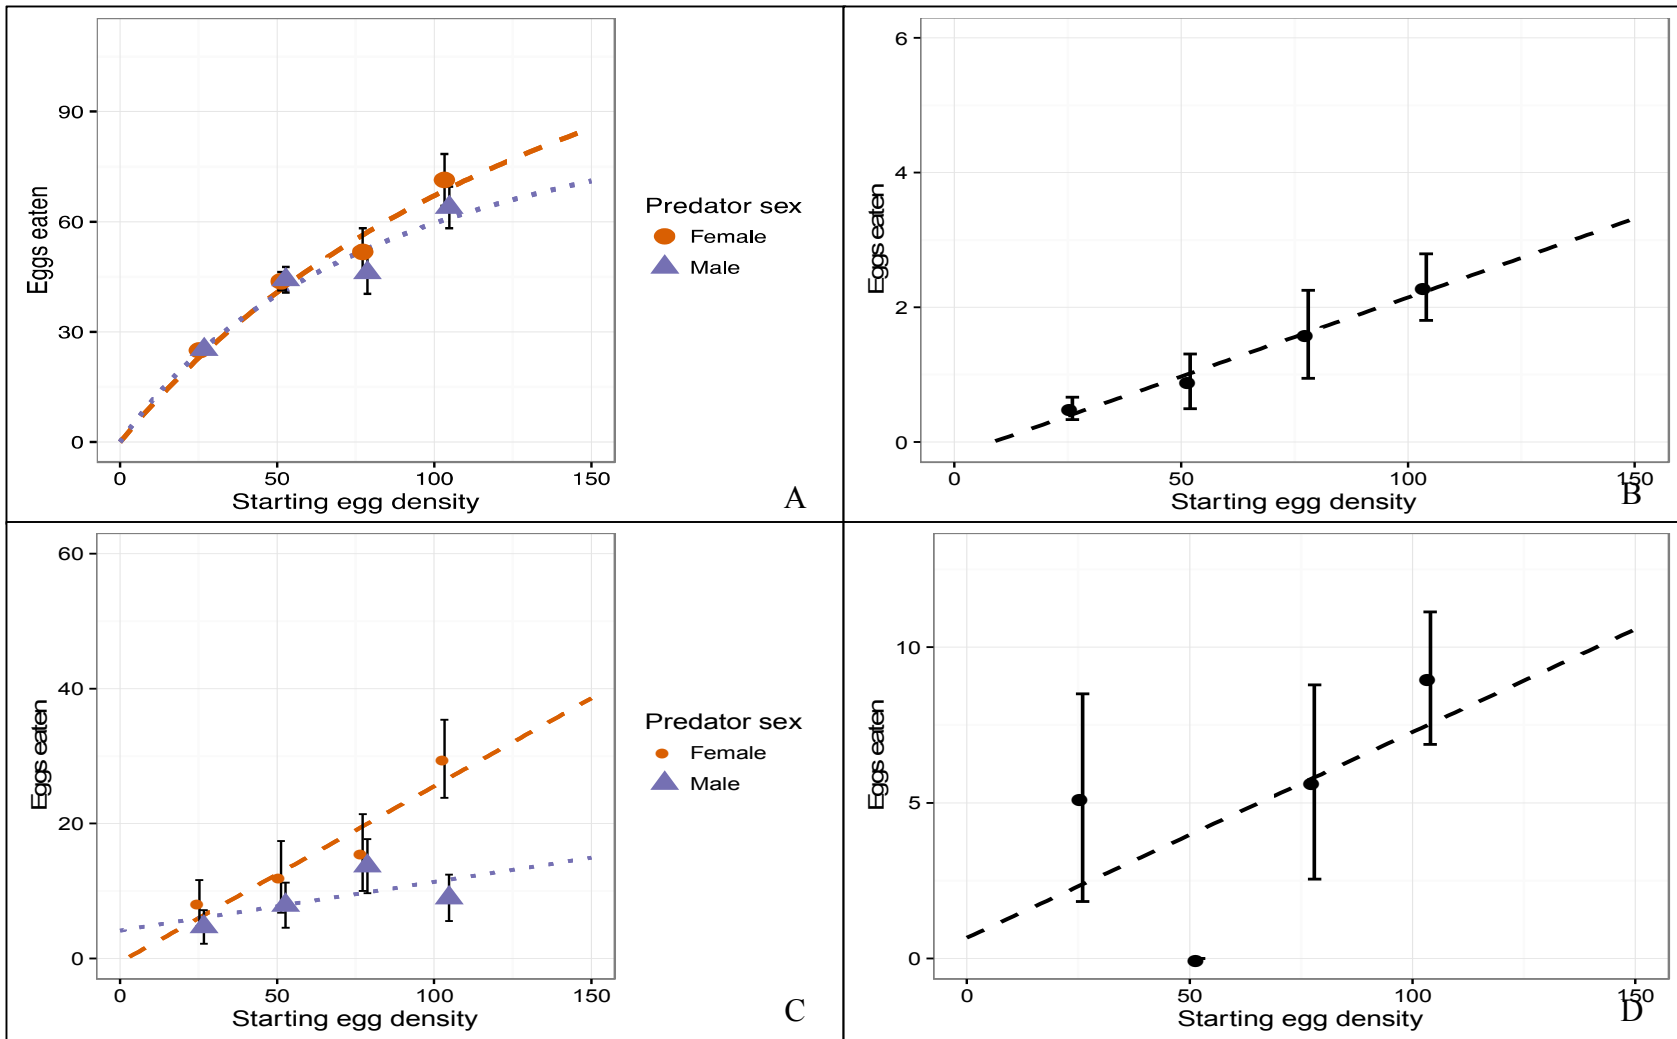 90
60
30
0
Eggs eaten
0 50 100 150
Starting egg density
Predator sex
Female
Male
A
6
4
2
0
Eggs eaten
0 50 100 150
Starting egg density
B
60
40
20
0
Eggs eaten
0 50 100 150
Starting egg density
Predator sex
Female
Male
C
10
5
0
Eggs eaten
0 50 100 150
Starting egg density
D